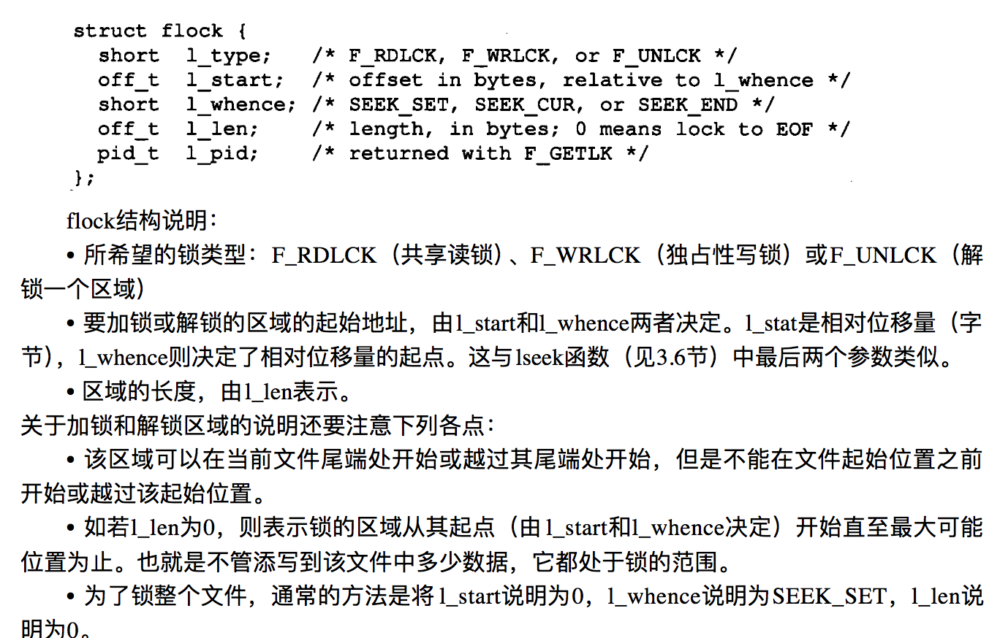 struct flock {
short l_type; /* F_RDLCK, F_WRLCK, or F_UNLCK */
off_t l_start; /* offset in bytes, relative to l_whence */
short l_whence; /* SEEK_SET, SEEK_CUR, or SEEK_END */
off_t l_len; /* length, in bytes; 0 means lock to EOF */
pid_t l_pid; /* returned with F_GETLK */
};
flock结构说明：
• 所希望的锁类型：F_RDLCK（共享读锁）、F_WRLCK（独占性写锁）或F_UNLCK（解
锁一个区域）
• 要加锁或解锁的区域的起始地址，由l_start和l_whence两者决定。l_stat是相对位移量（字
节），l_whence则决定了相对位移量的起点。这与lseek函数（见3.6节）中最后两个参数类似。
• 区域的长度，由l_len表示。
关于加锁和解锁区域的说明还要注意下列各点：
• 该区域可以在当前文件尾端处开始或越过其尾端处开始，但是不能在文件起始位置之前
开始或越过该起始位置。
• 如若l_len为0，则表示锁的区域从其起点（由l_start和l_whence决定）开始直至最大可能
位置为止。也就是不管添写到该文件中多少数据，它都处于锁的范围。
• 为了锁整个文件，通常的方法是将l_start说明为0，l_whence说明为SEEK_SET，l_len说
明为0。